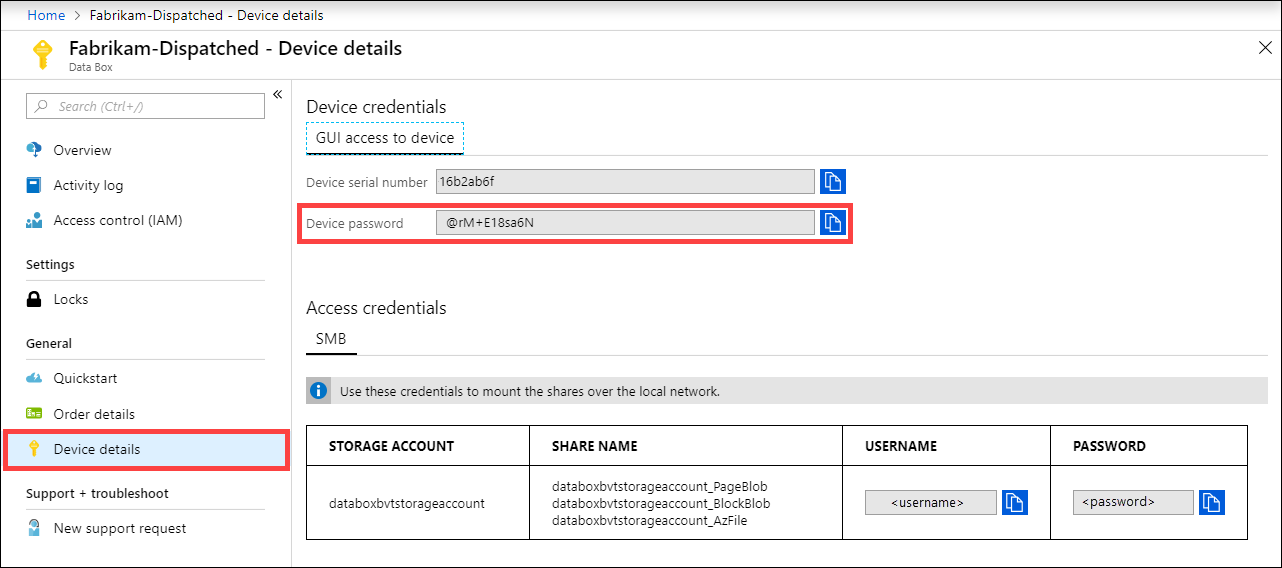 Home > Fabrikam-Dispatched - Device details
Fabrikam-Dispatched - Device details
Data Box
Search (Ctrl+/)
«
Overview
Activity log
Access control (IAM)
Settings
Locks
General
Quickstart
Order details
Device details
Support + troubleshoot
New support request
Device credentials
GUI access to device
Device serial number 16b2ab6f
Device password @rM+E18sa6N
Access credentials
SMB
Use these credentials to mount the shares over the local network.
STORAGE ACCOUNT SHARE NAME USERNAME PASSWORD
databoxbvtstorageaccount_PageBlob
databoxbvtstorageaccount databoxbvtstorageaccount_BlockBlob <username> <password>
databoxbvtstorageaccount_AzFile